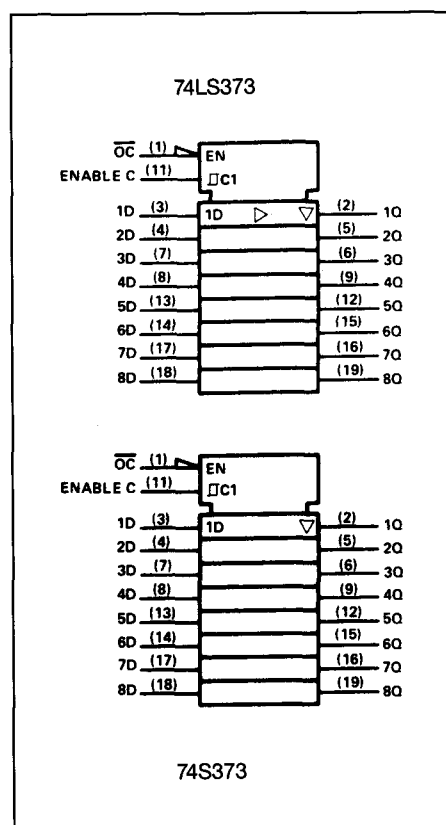 74LS373
OC (1) EN
ENABLE C (11) C1
1D (3) 1D (2) 1Q
2D (4) (5) 2Q
3D (7) (6) 3Q
4D (8) (9) 4Q
5D (13) (12) 5Q
6D (14) (15) 6Q
7D (17) (16) 7Q
8D (18) (19) 8Q
OC (1) EN
ENABLE C (11) C1
1D (3) 1D (2) 1Q
2D (4) (5) 2Q
3D (7) (6) 3Q
4D (8) (9) 4Q
5D (13) (12) 5Q
6D (14) (15) 6Q
7D (17) (16) 7Q
8D (18) (19) 8Q
74S373